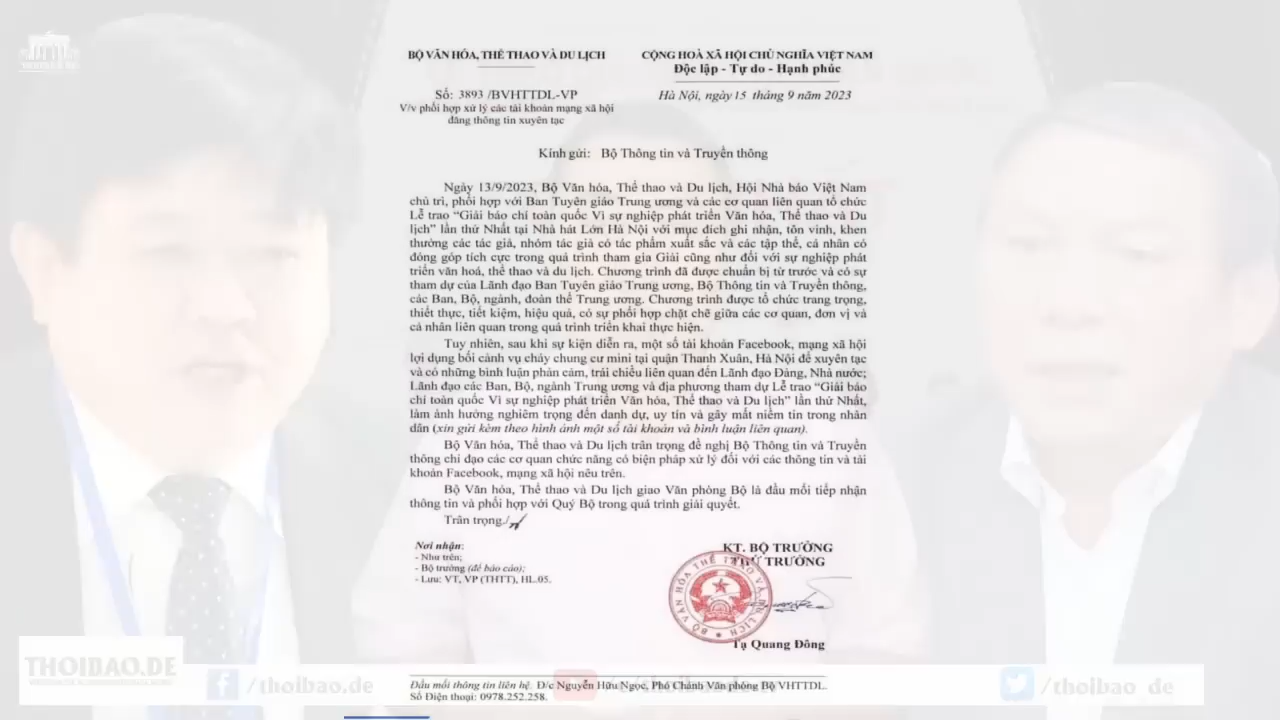 BỘ VĂN HÓA, THỂ THAO VÀ DU LỊCH
CỘNG HOÀ XÃ HỘI CHỦ NGHĨA VIỆT NAM
Độc lập - Tự do - Hạnh phúc
Số: 3893 /BVHTTDL-VP
V/v phối hợp xử lý các tài khoản mạng xã hội
đăng thông tin xuyên tạc
Hà Nội, ngày 15 tháng 9 năm 2023
Kính gửi: Bộ Thông tin và Truyền thông
Ngày 13/9/2023, Bộ Văn hóa, Thể thao và Du lịch, Hội Nhà báo Việt Nam
chủ trì, phối hợp với Ban Tuyên giáo Trung ương và các cơ quan liên quan tổ chức
Lễ trao "Giải báo chí toàn quốc Vì sự nghiệp phát triển Văn hóa, Thể thao và Du
lịch" lần thứ Nhất tại Nhà hát Lớn Hà Nội với mục đích ghi nhận, tôn vinh, khen
thưởng các tác giả, nhóm tác giả có tác phẩm xuất sắc và các tập thể, cá nhân có
đóng góp tích cực trong quá trình tham gia Giải cũng như đối với sự nghiệp phát
triển văn hoá, thể thao và du lịch. Chương trình đã được chuẩn bị từ trước và có sự
tham dự của Lãnh đạo Ban Tuyên giáo Trung ương, Bộ Thông tin và Truyền thông,
các Ban, Bộ, ngành, đoàn thể Trung ương. Chương trình được tổ chức trang trọng,
thiết thực, tiết kiệm, hiệu quả, có sự phối hợp chặt chẽ giữa các cơ quan, đơn vị và
cá nhân liên quan trong quá trình triển khai thực hiện.
Tuy nhiên, sau khi sự kiện diễn ra, một số tài khoản Facebook, mạng xã hội
lợi dụng bối cảnh vụ cháy chung cư mini tại quận Thanh Xuân, Hà Nội để xuyên tạc
và có những bình luận phản cảm, trái chiều liên quan đến Lãnh đạo Đảng, Nhà nước;
Lãnh đạo các Ban, Bộ, ngành Trung ương và địa phương tham dự Lễ trao "Giải báo
chí toàn quốc Vì sự nghiệp phát triển Văn hóa, Thể thao và Du lịch" lần thứ Nhất,
làm ảnh hưởng nghiêm trọng đến danh dự, uy tín và gây mất niềm tin trong nhân
dân (xin gửi kèm theo hình ảnh một số tài khoản và bình luận liên quan).
Bộ Văn hóa, Thể thao và Du lịch trân trọng đề nghị Bộ Thông tin và Truyền
thông chỉ đạo các cơ quan chức năng có biện pháp xử lý đối với các thông tin và tài
khoản Facebook, mạng xã hội nêu trên.
Bộ Văn hóa, Thể thao và Du lịch giao Văn phòng Bộ là đầu mối tiếp nhận
thông tin và phối hợp với Quý Bộ trong quá trình giải quyết.
Trân trọng./.
Nơi nhận:
- Như trên;
- Bộ trưởng (để báo cáo);
- Lưu: VT, VP (THTT), HL.05.
KT. BỘ TRƯỞNG
THỨ TRƯỞNG
BỘ VĂN HÓA THỂ THAO VÀ DU LỊCH
Tạ Quang Đông
THOIBAO.DE
/thoibao.de
/thoibao_de
Đầu mối thông tin liên hệ: Đ/c Nguyễn Hữu Ngọc, Phó Chánh Văn phòng Bộ VHTTDL.
Số Điện thoại: 0978.252.258.